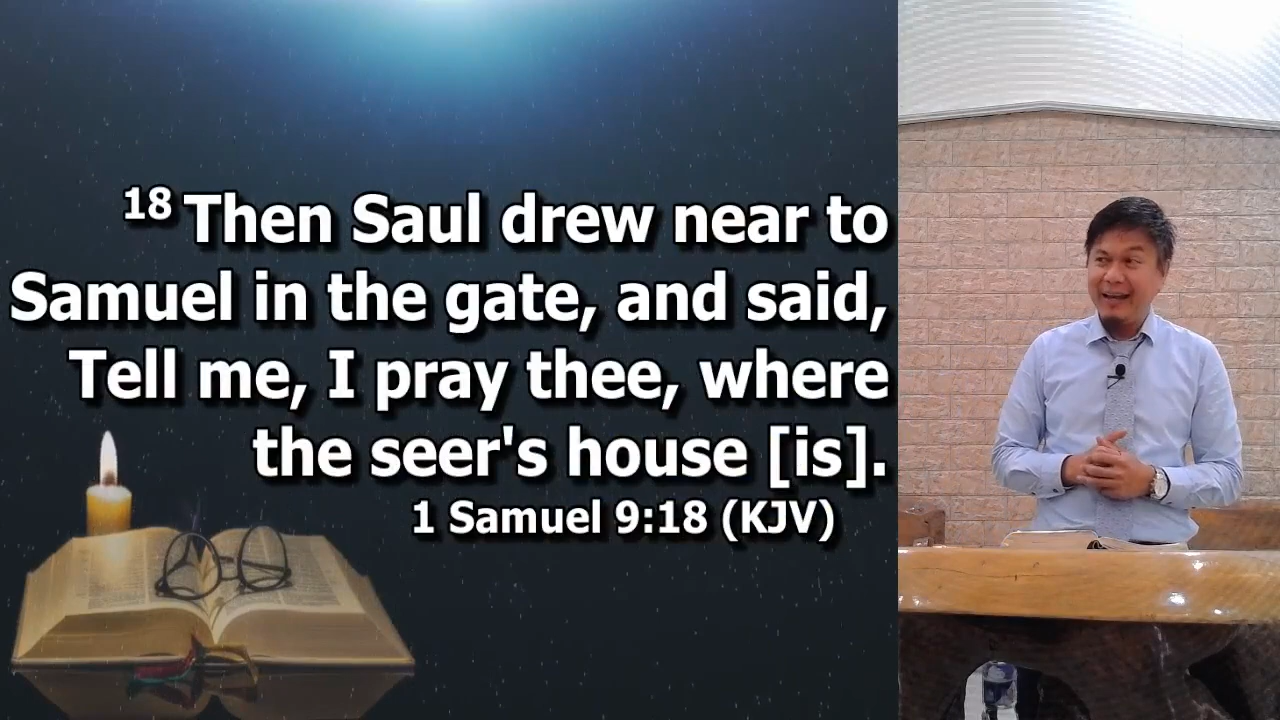 18 Then Saul drew near to
Samuel in the gate, and said,
Tell me, I pray thee, where
the seer's house [is].
1 Samuel 9:18 (KJV)